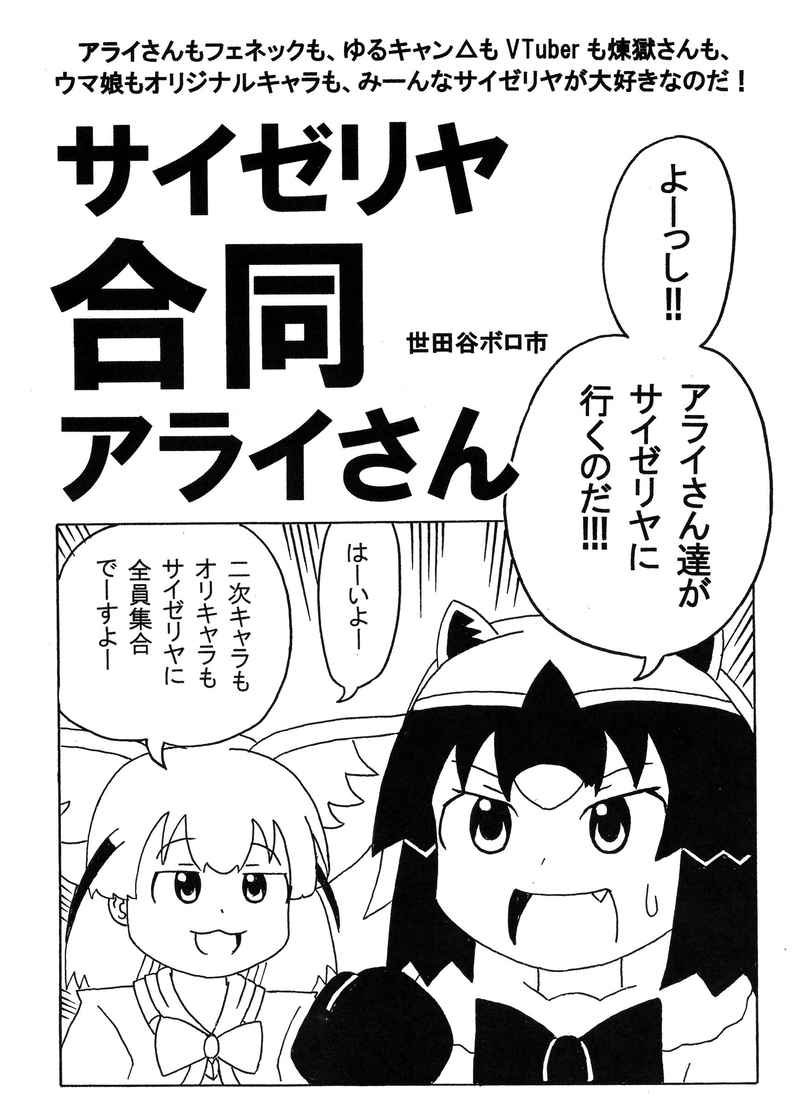 アライさんもフェネックも、ゆるキャン△もVTuberも煉獄さんも、
ウマ娘もオリジナルキャラも、みーんなサイゼリヤが大好きなのだ！
サイゼリヤ
合同
アライさん
世田谷ボロ市
よーっし!!
アライさん達が
サイゼリヤに
行くのだ!!!
はーいよー
二次キャラも
オリキャラも
サイゼリヤに
全員集合
でーすよー